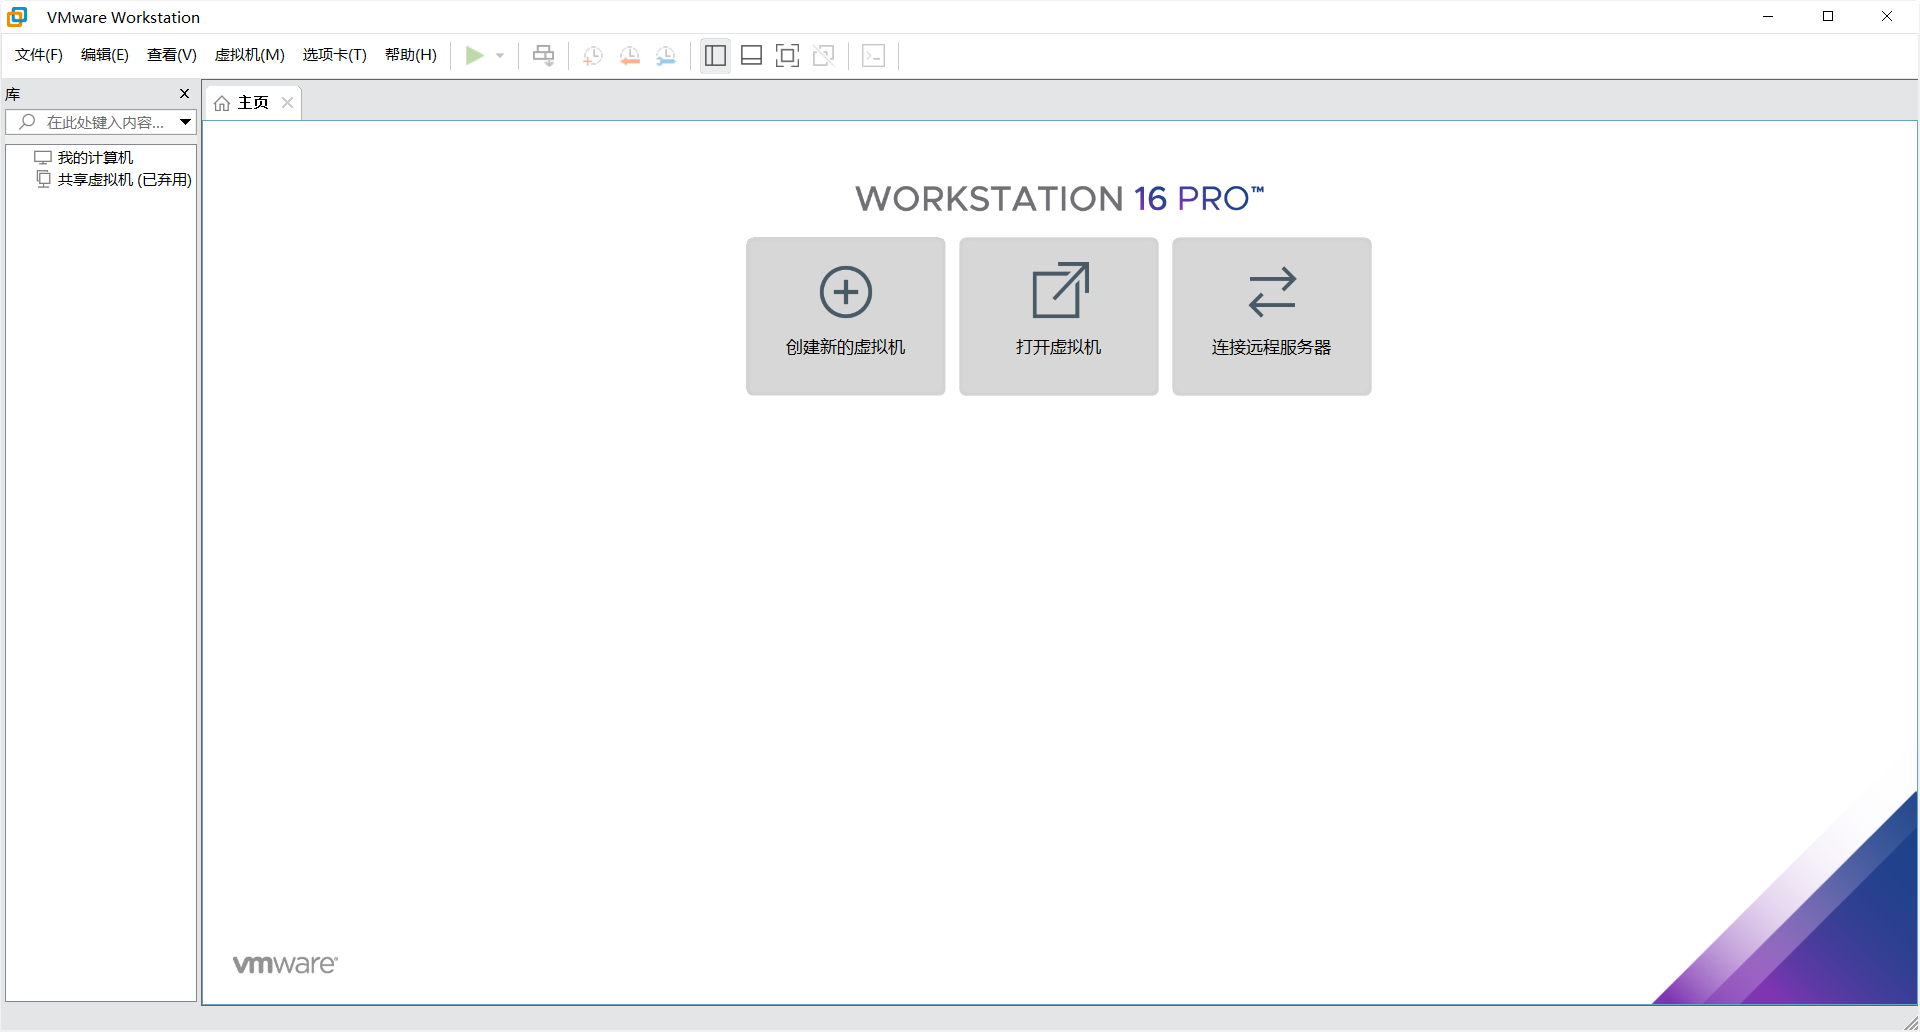 VMware Workstation
文件(F) 编辑(E) 查看(V) 虚拟机(M) 选项卡(T) 帮助(H)
库
主页
在此处键入内容...
我的计算机
共享虚拟机 (已弃用)
WORKSTATION 16 PRO™
创建新的虚拟机 打开虚拟机 连接远程服务器
vmware®